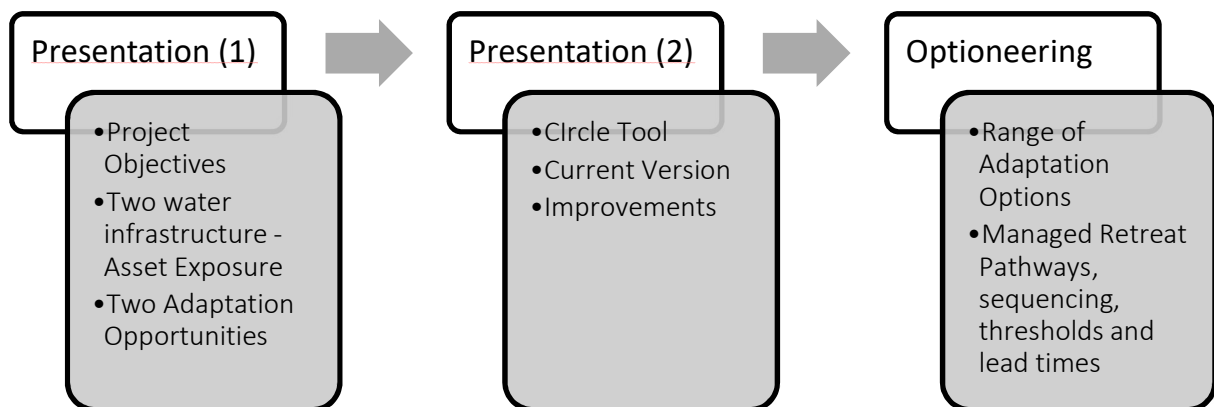 Presentation (1)
•Project
Objectives
•Two water
infrastructure -
Asset Exposure
•Two Adaptation
Opportunities
Presentation (2)
•CIrcle Tool
•Current Version
•Improvements
Optioneering
•Range of
Adaptation
Options
•Managed Retreat
Pathways,
sequencing,
thresholds and
lead times